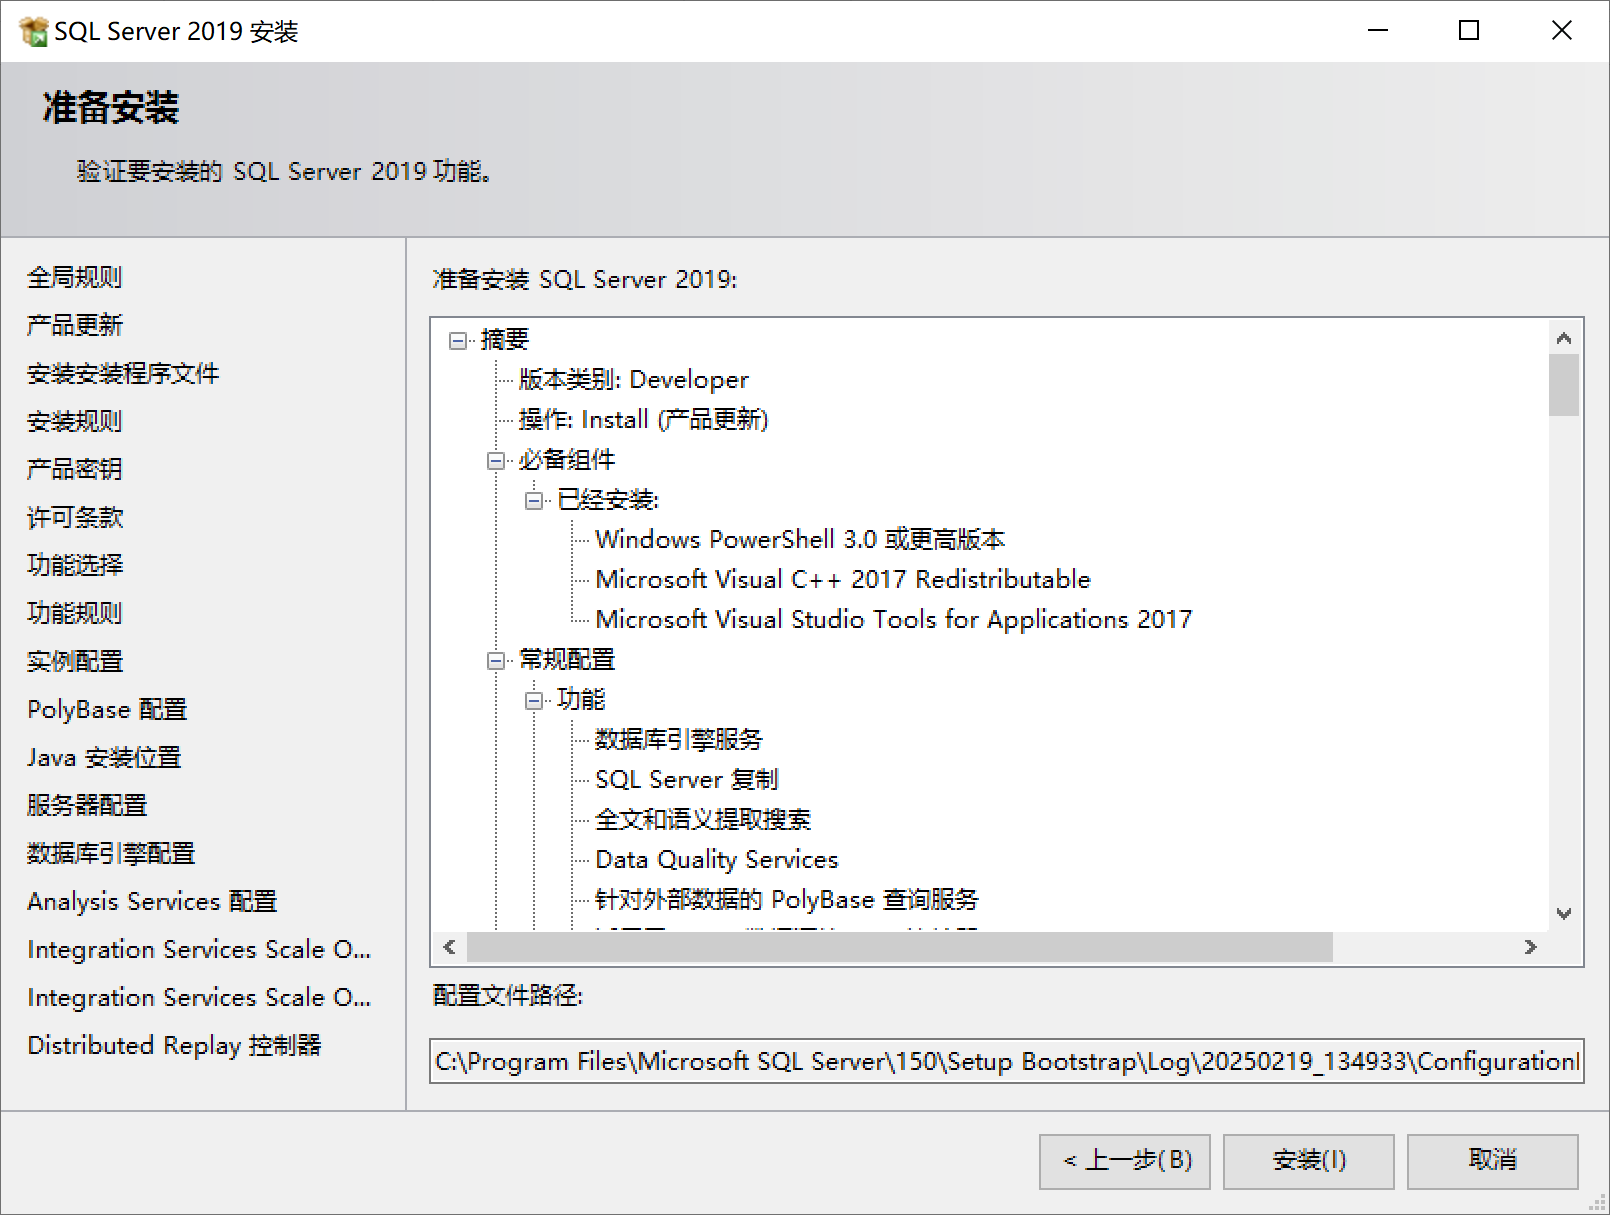 SQL Server 2019 安装
准备安装
验证要安装的 SQL Server 2019 功能。
全局规则
产品更新
安装安装程序文件
安装规则
产品密钥
许可条款
功能选择
功能规则
实例配置
PolyBase 配置
Java 安装位置
服务器配置
数据库引擎配置
Analysis Services 配置
Integration Services Scale O...
Integration Services Scale O...
Distributed Replay 控制器
准备安装 SQL Server 2019:
摘要
版本类别: Developer
操作: Install (产品更新)
必备组件
已经安装:
Windows PowerShell 3.0 或更高版本
Microsoft Visual C++ 2017 Redistributable
Microsoft Visual Studio Tools for Applications 2017
常规配置
功能
数据库引擎服务
SQL Server 复制
全文和语义提取搜索
Data Quality Services
针对外部数据的 PolyBase 查询服务
配置文件路径:
C:\Program Files\Microsoft SQL Server\150\Setup Bootstrap\Log\20250219_134933\Configuration
< 上一步(B)
安装(I)
取消